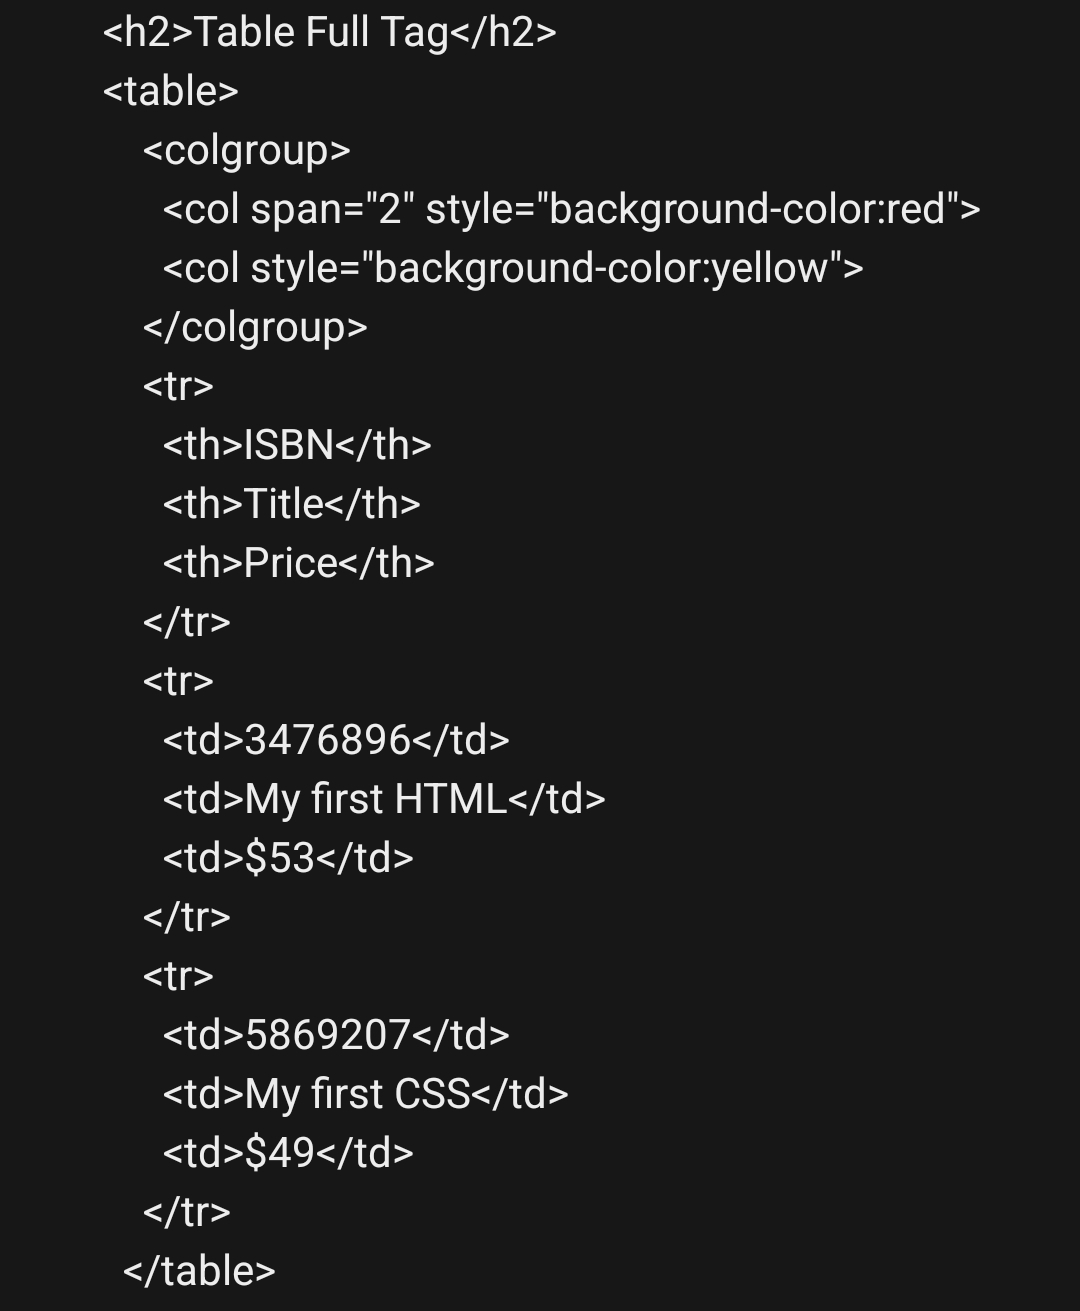 <h2>Table Full Tag</h2>
<table>
<colgroup>
<col span="2" style="background-color:red">
<col style="background-color:yellow">
</colgroup>
<tr>
<th>ISBN</th>
<th>Title</th>
<th>Price</th>
</tr>
<tr>
<td>3476896</td>
<td>My first HTML</td>
<td>$53</td>
</tr>
<tr>
<td>5869207</td>
<td>My first CSS</td>
<td>$49</td>
</tr>
</table>